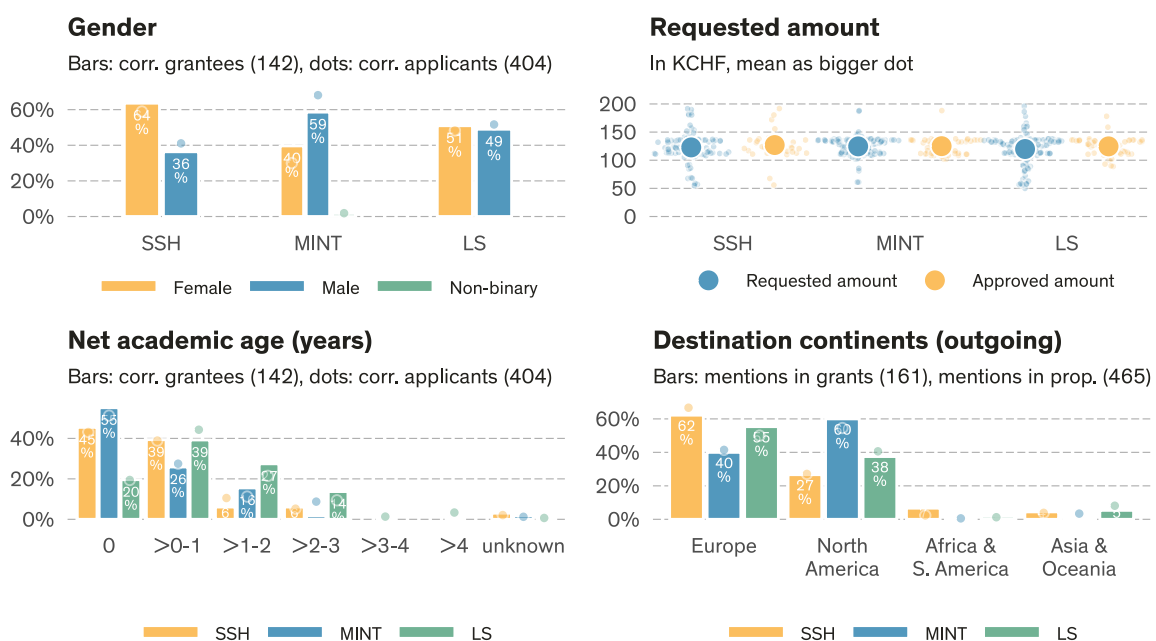 Gender
Bars: corr. grantees (142), dots: corr. applicants (404)
60%
40%
20%
0%
64
%
36
%
40
%
59
%
51
%
49
%
SSH
MINT
LS
Female
Male
Non-binary
Requested amount
In KCHF, mean as bigger dot
200
150
100
50
0
SSH
MINT
LS
Requested amount
Approved amount
Net academic age (years)
Bars: corr. grantees (142), dots: corr. applicants (404)
40%
20%
0%
45
%
55
%
20
%
39
%
26
%
39
%
6
16
%
27
%
14
%
0
>0-1
>1-2
>2-3
>3-4
>4
unknown
SSH
MINT
LS
Destination continents (outgoing)
Bars: mentions in grants (161), mentions in prop. (465)
60%
40%
20%
0%
62
%
40
%
55
%
27
%
60
%
38
%
5
Europe
North
America
Africa &
S. America
Asia &
Oceania
SSH
MINT
LS